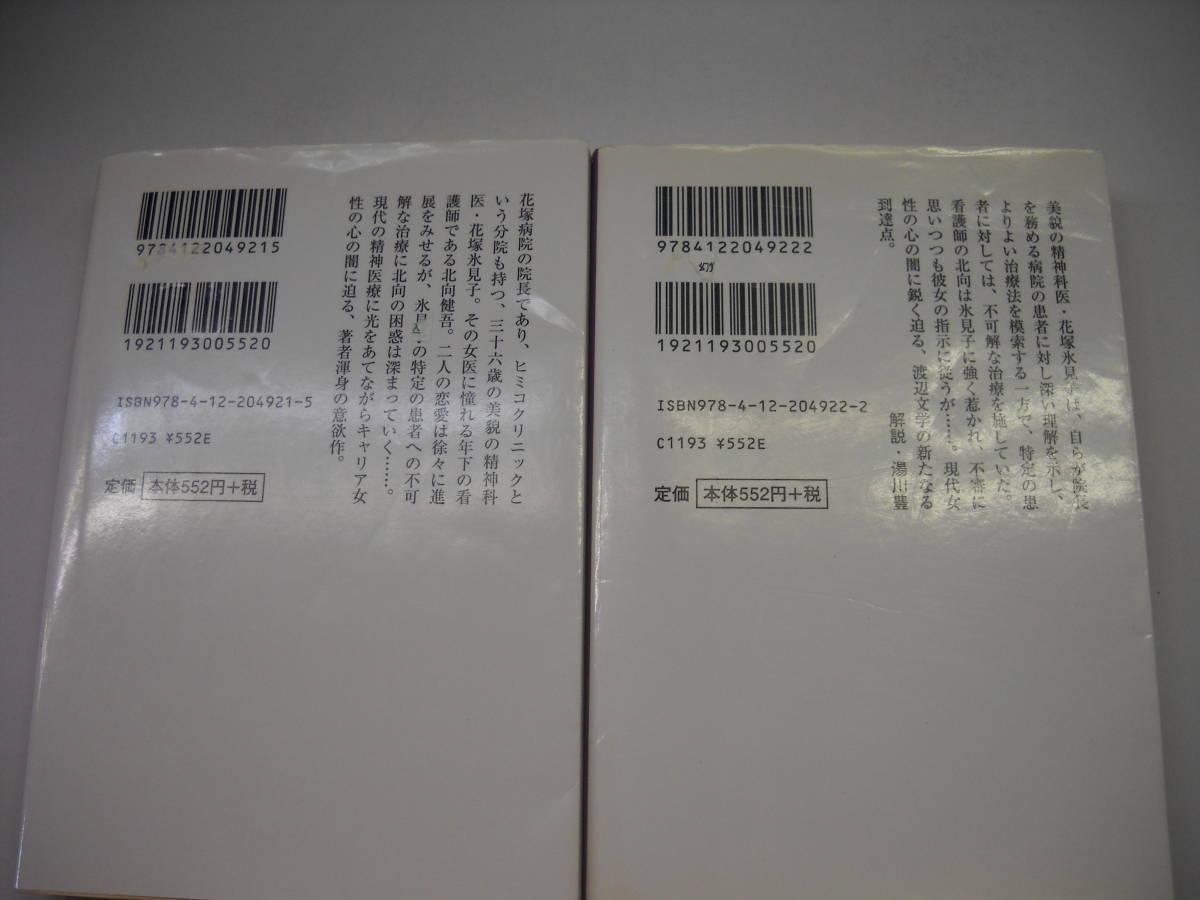 9784122049215
1921193005520
ISBN978-4-12-204921-5
C1193 ¥552E
定価 本体552円+税
花塚病院の院長であり、ヒミコクリニックと
いう分院も持つ、三十六歳の美貌の精神科
医・花塚氷見子。その女医に憧れる年下の看
護師である北向健吾。二人の恋愛は徐々に進
展をみせるが、氷見子の特定の患者への不可
解な治療に北向の困惑は深まっていく……。
現代の精神医療に光をあてながらキャリア女
性の心の闇に迫る、著者渾身の意欲作。
9784122049222
1921193005520
ISBN978-4-12-204922-2
C1193 ¥552E
定価 本体552円+税
美貌の精神科医・花塚氷見子は、自らが院長
を務める病院の患者に対し深い理解を示し、
よりよい治療法を模索する一方で、特定の患
者に対しては、不可解な治療を施していた。
看護師の北向は氷見子に強く惹かれ、不審に
思いつつも彼女の指示に従うが……。現代女
性の心の闇に鋭く迫る、渡辺文学の新たなる
到達点。
解説・湯川豊